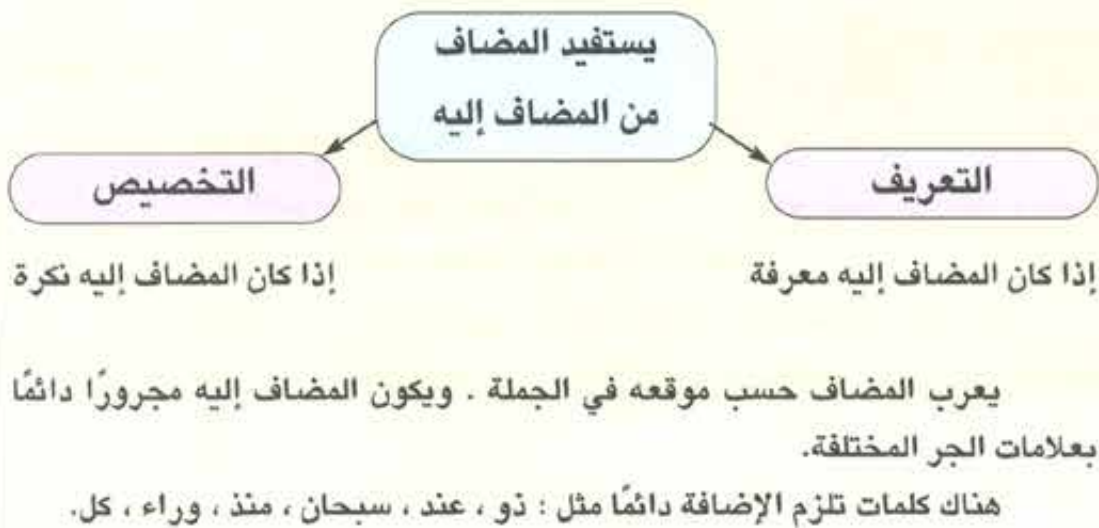 يستفيد المضاف
من المضاف إليه
التعريف
التخصيص
إذا كان المضاف إليه معرفة
إذا كان المضاف إليه نكرة
يعرب المضاف حسب موقعه في الجملة . ويكون المضاف إليه مجرورًا دائمًا
بعلامات الجر المختلفة.
هناك كلمات تلزم الإضافة دائمًا مثل : ذو ، عند ، سبحان ، منذ ، وراء ، كل.